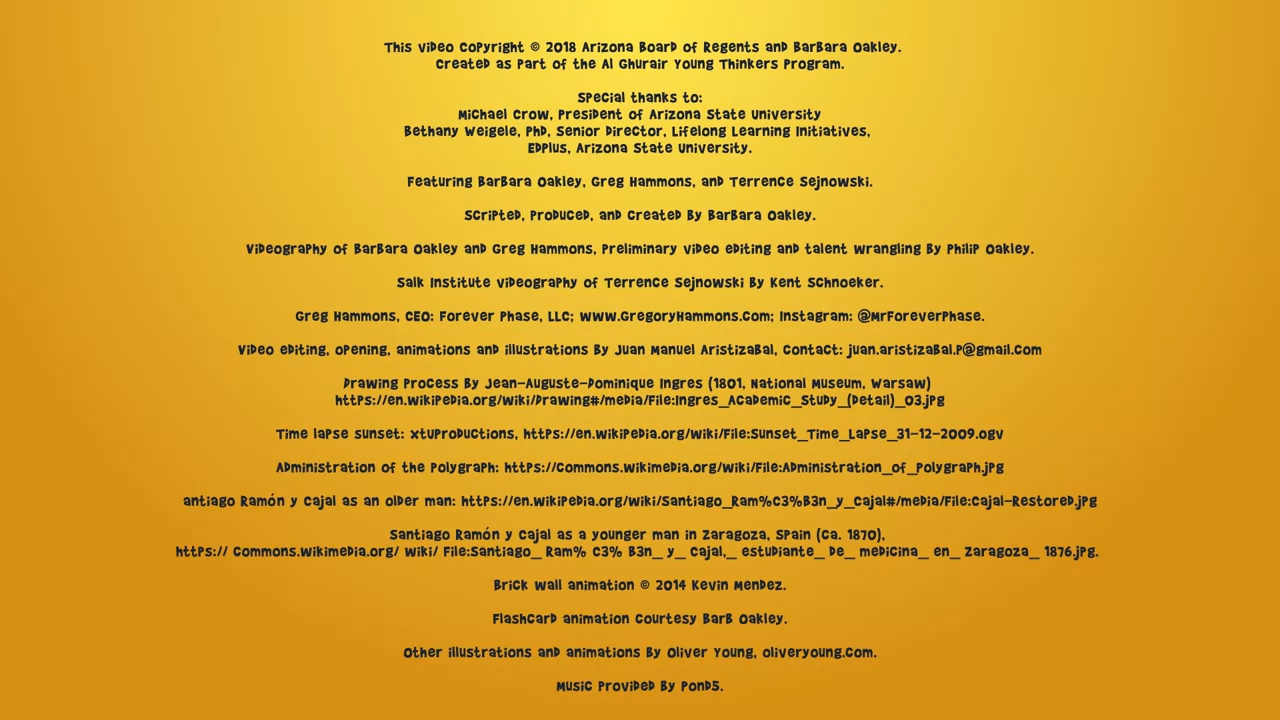 This video copyright © 2018 Arizona Board of Regents and Barbara Oakley.
Created as part of the Al Ghurair Young Thinkers Program.
Special thanks to:
Michael Crow, President of Arizona State University
Bethany Weigele, PhD, Senior Director, Lifelong Learning Initiatives,
EdPlus, Arizona State University.
Featuring Barbara Oakley, Greg Hammons, and Terrence Sejnowski.
Scripted, produced, and created by Barbara Oakley.
Videography of Barbara Oakley and Greg Hammons, preliminary video editing and talent wrangling by Philip Oakley.
Salk Institute videography of Terrence Sejnowski by Kent Schnoeker.
Greg Hammons, CEO: Forever Phase, LLC; www.GregoryHammons.com; Instagram: @MrForeverPhase.
Video editing, opening, animations and illustrations by Juan Manuel Aristizabal, Contact: juan.aristizabal.p@gmail.com
Drawing process by Jean-Auguste-Dominique Ingres (1801, National Museum, Warsaw)
https://en.wikipedia.org/wiki/Drawing#/media/File:Ingres_Academic_Study_(detail)_03.jpg
Time lapse sunset: xtuproductions, https://en.wikipedia.org/wiki/File:Sunset_Time_Lapse_31-12-2009.ogv
Administration of the Polygraph: https://commons.wikimedia.org/wiki/File:Administration_of_Polygraph.jpg
antiago Ramón y Cajal as an older man: https://en.wikipedia.org/wiki/Santiago_Ram%C3%B3n_y_Cajal#/media/File:Cajal-Restored.jpg
Santiago Ramón y Cajal as a younger man in Zaragoza, Spain (ca. 1870),
https:// commons.wikimedia.org/ wiki/ File:Santiago_ Ram% C3% B3n_ y_ Cajal,_ estudiante_ de_ medicina_ en_ Zaragoza_ 1876.jpg.
Brick wall animation © 2014 Kevin Mendez.
Flashcard animation courtesy Barb Oakley.
Other illustrations and animations by Oliver Young, oliveryoung.com.
Music provided by Pond5.